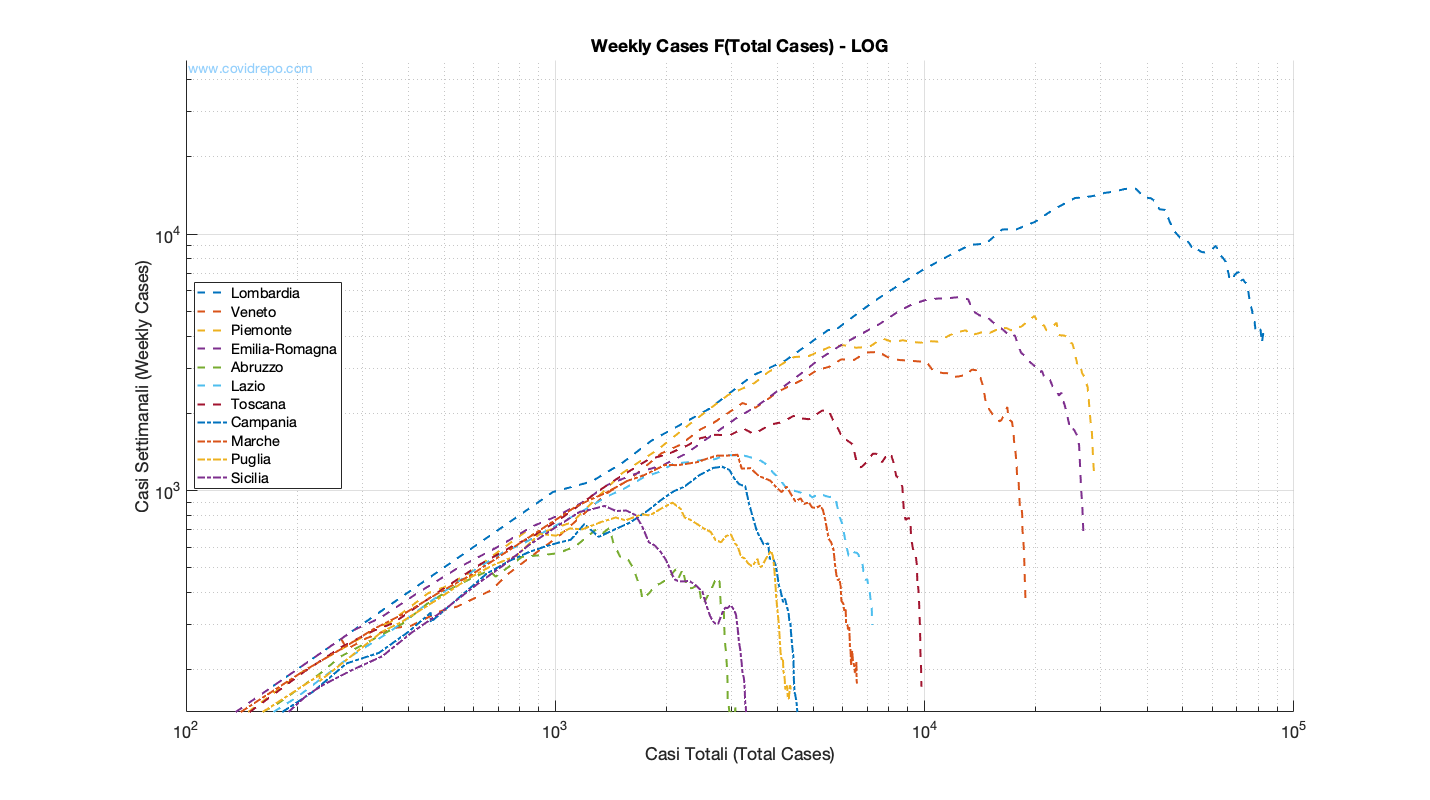 Weekly Cases F(Total Cases) - LOG
www.covidrepo.com
10^4
10^3
Casi Settimanali (Weekly Cases)
Lombardia
Veneto
Piemonte
Emilia-Romagna
Abruzzo
Lazio
Toscana
Campania
Marche
Puglia
Sicilia
10^2 10^3 10^4 10^5
Casi Totali (Total Cases)